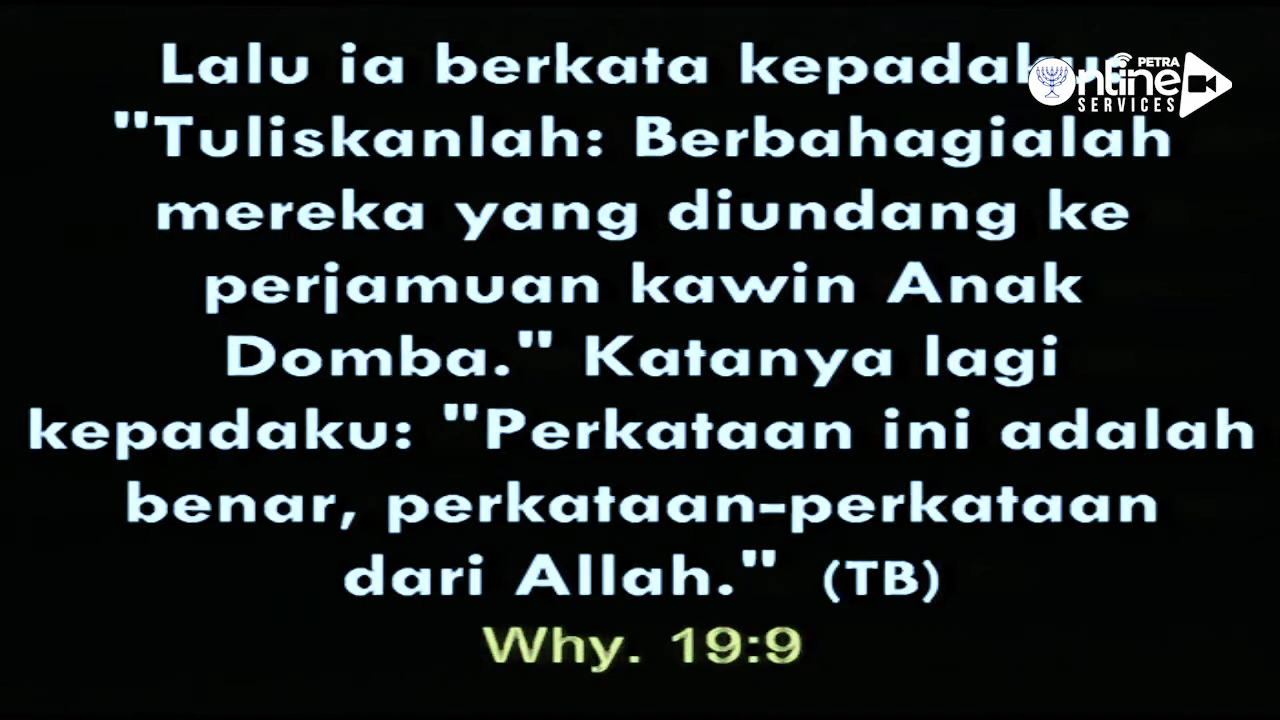 Lalu ia berkata kepadaku:
"Tuliskanlah: Berbahagialah
mereka yang diundang ke
perjamuan kawin Anak
Domba." Katanya lagi
kepadaku: "Perkataan ini adalah
benar, perkataan-perkataan
dari Allah." (TB)
Why. 19:9
PETRA
Online
SERVICES